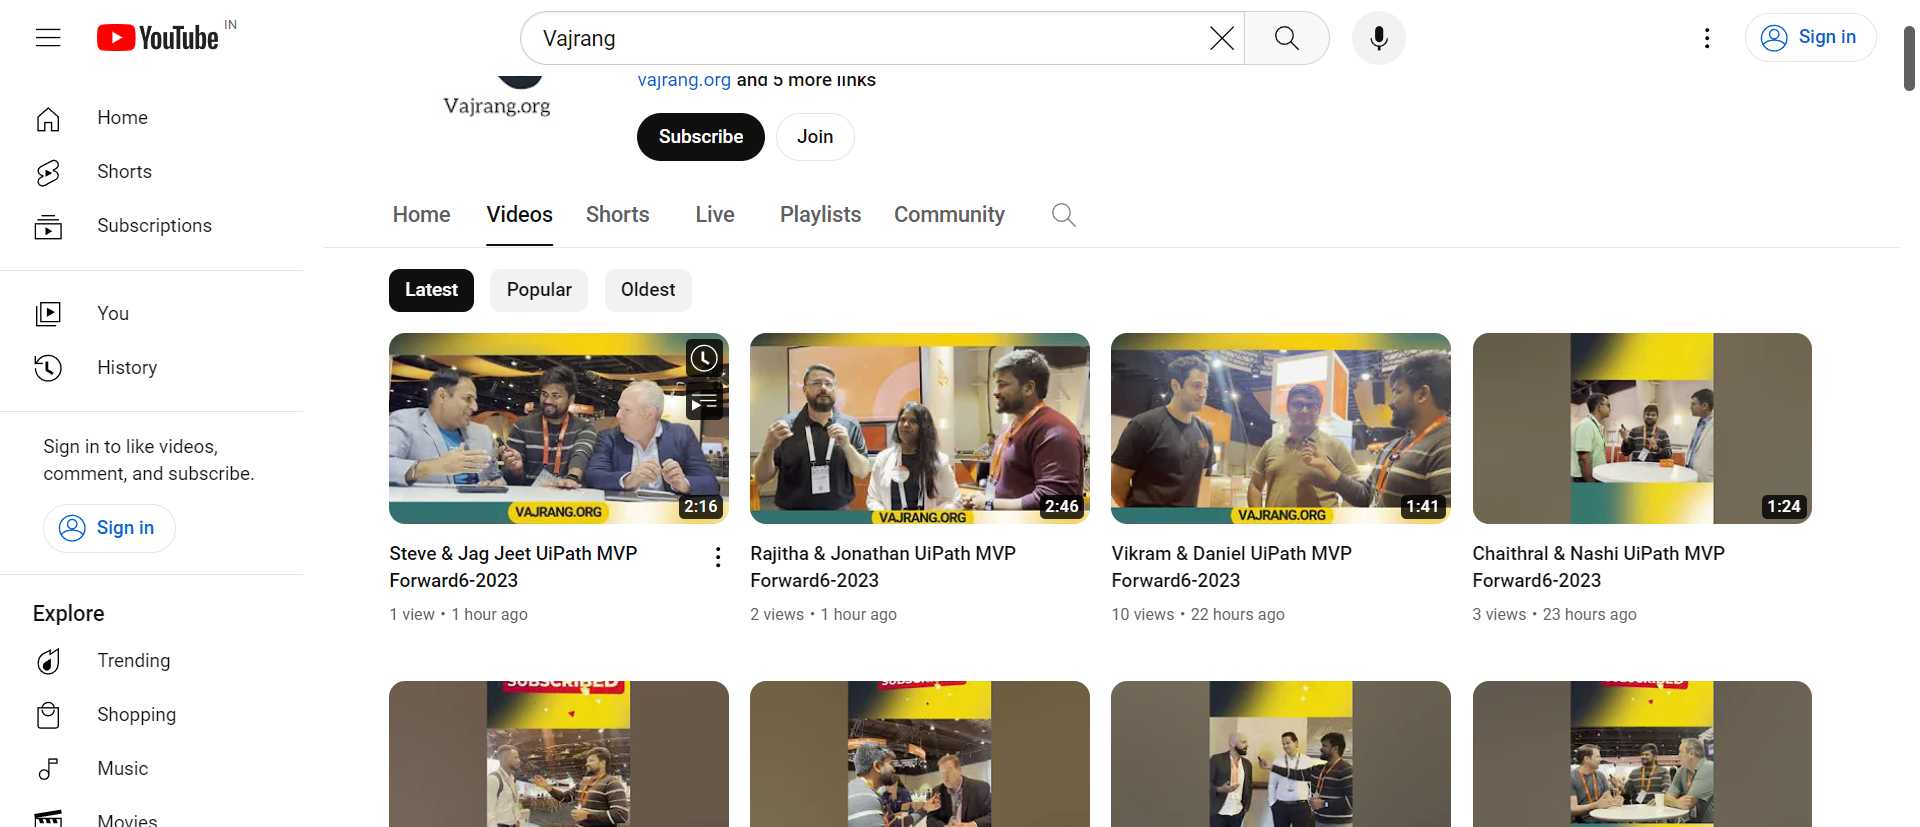 YouTube IN
Vajrang
Sign in
Home
Shorts
Subscriptions
You
History
Sign in to like videos,
comment, and subscribe.
Sign in
Explore
Trending
Shopping
Music
Movies
Vajrang.org
vajrang.org and 5 more links
Subscribe
Join
Home Videos Shorts Live Playlists Community
Latest Popular Oldest
VAJRANG.ORG
2:16
Steve & Jag Jeet UiPath MVP
Forward6-2023
1 view • 1 hour ago
VAJRANG.ORG
2:46
Rajitha & Jonathan UiPath MVP
Forward6-2023
2 views • 1 hour ago
VAJRANG.ORG
1:41
Vikram & Daniel UiPath MVP
Forward6-2023
10 views • 22 hours ago
1:24
Chaithral & Nashi UiPath MVP
Forward6-2023
3 views • 23 hours ago
SUBSCRIBED